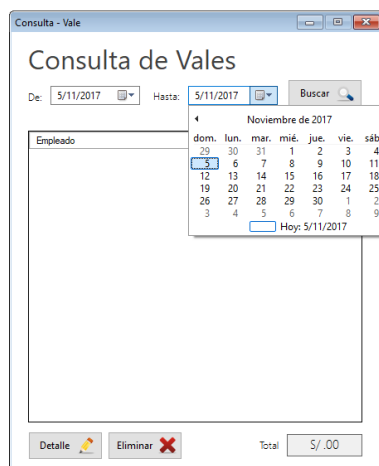 Consulta - Vale
Consulta de Vales
De: 5/11/2017 Hasta: 5/11/2017 Buscar
Empleado
Noviembre de 2017
dom. lun. mar. mié. jue. vie. sáb
29 30 31 1 2 3 4
5 6 7 8 9 10 11
12 13 14 15 16 17 18
19 20 21 22 23 24 25
26 27 28 29 30 1 2
3 4 5 6 7 8 9
Hoy: 5/11/2017
Detalle Eliminar Total S/ .00